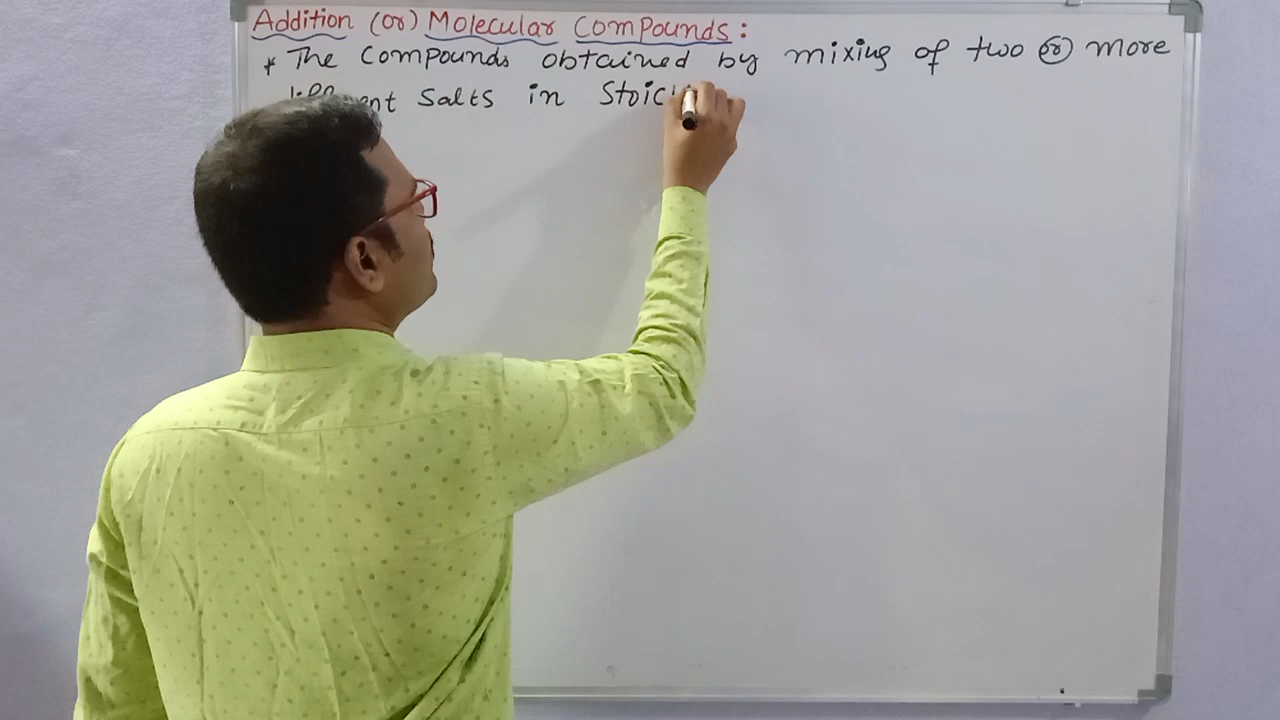 Addition (or) Molecular Compounds:
* The Compounds obtained by mixing of two (or) more
Salts in